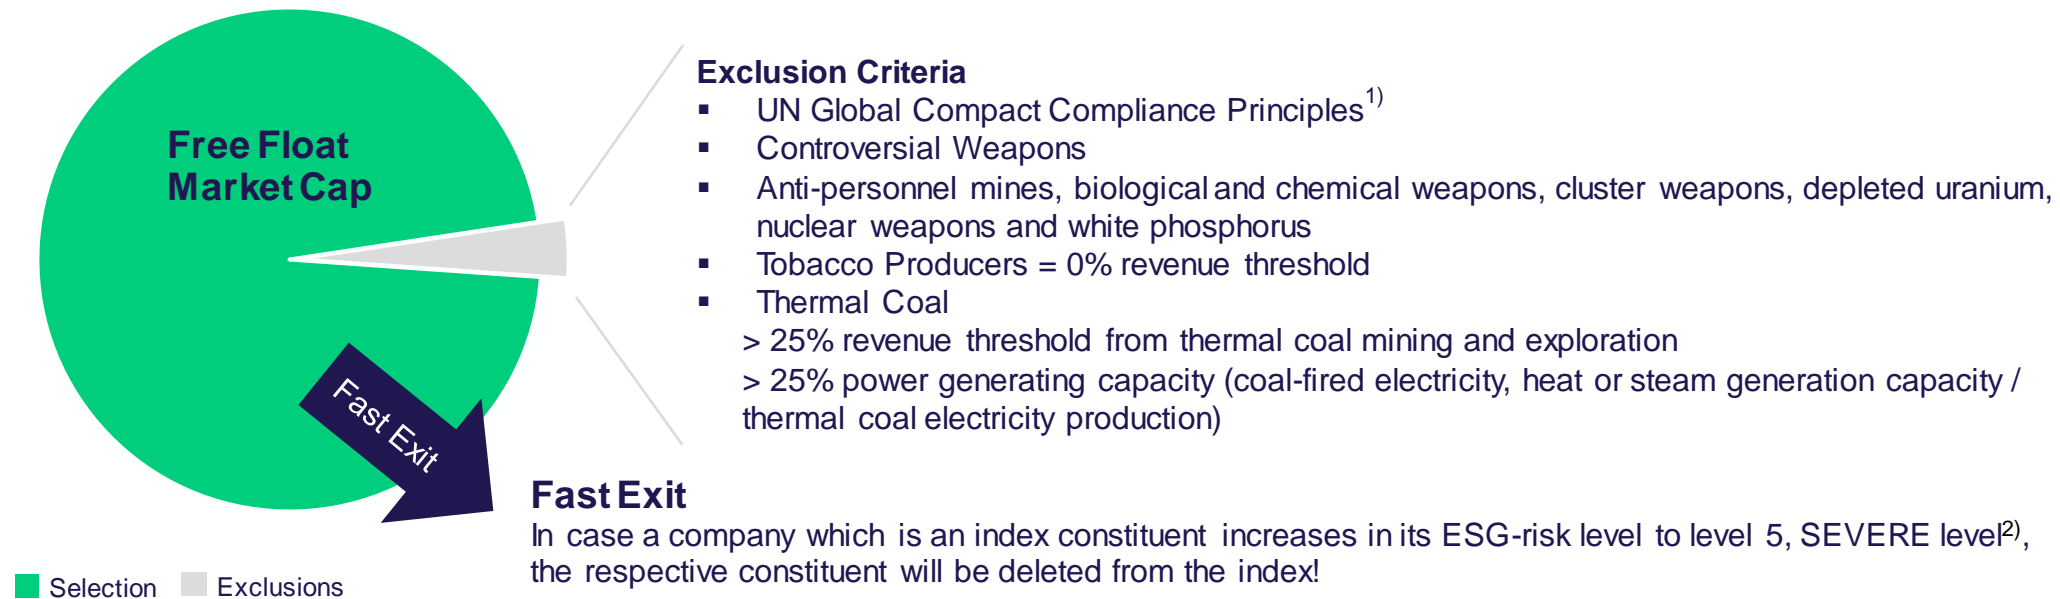 Free Float
Market Cap
Exclusion Criteria
▪ UN Global Compact Compliance Principles1)
▪ Controversial Weapons
▪ Anti-personnel mines, biological and chemical weapons, cluster weapons, depleted uranium,
nuclear weapons and white phosphorus
▪ Tobacco Producers = 0% revenue threshold
▪ Thermal Coal
> 25% revenue threshold from thermal coal mining and exploration
> 25% power generating capacity (coal-fired electricity, heat or steam generation capacity /
thermal coal electricity production)
Fast Exit
Fast Exit
In case a company which is an index constituent increases in its ESG-risk level to level 5, SEVERE level2),
the respective constituent will be deleted from the index!
Selection
Exclusions